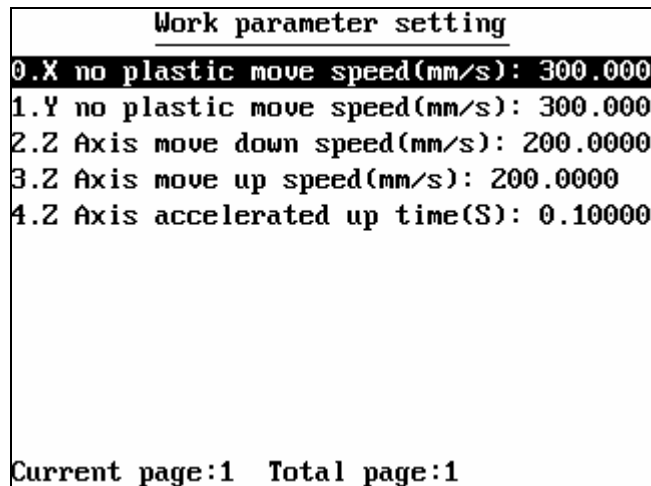 Work parameter setting
0.X no plastic move speed(mm/s): 300.000
1.Y no plastic move speed(mm/s): 300.000
2.Z Axis move down speed(mm/s): 200.0000
3.Z Axis move up speed(mm/s): 200.0000
4.Z Axis accelerated up time(S): 0.10000
Current page:1 Total page:1